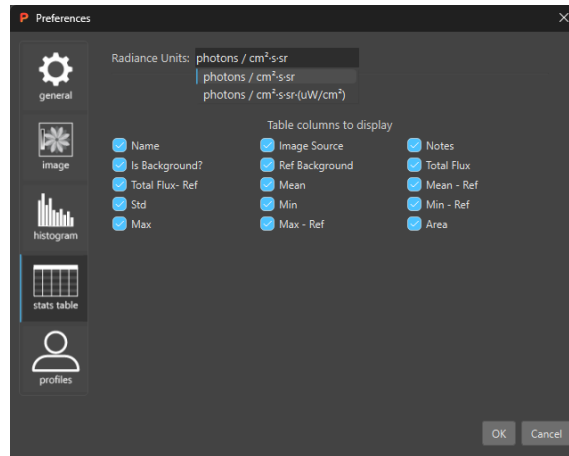 P Preferences
Radiance Units: photons / cm²·s·sr
photons / cm²·s·sr
photons / cm²·s·sr·(uW/cm²)
general
Table columns to display
Name Image Source Notes
Is Background? Ref Background Total Flux
Total Flux- Ref Mean Mean - Ref
Std Min Min - Ref
Max Max - Ref Area
image
histogram
stats table
profiles
OK Cancel